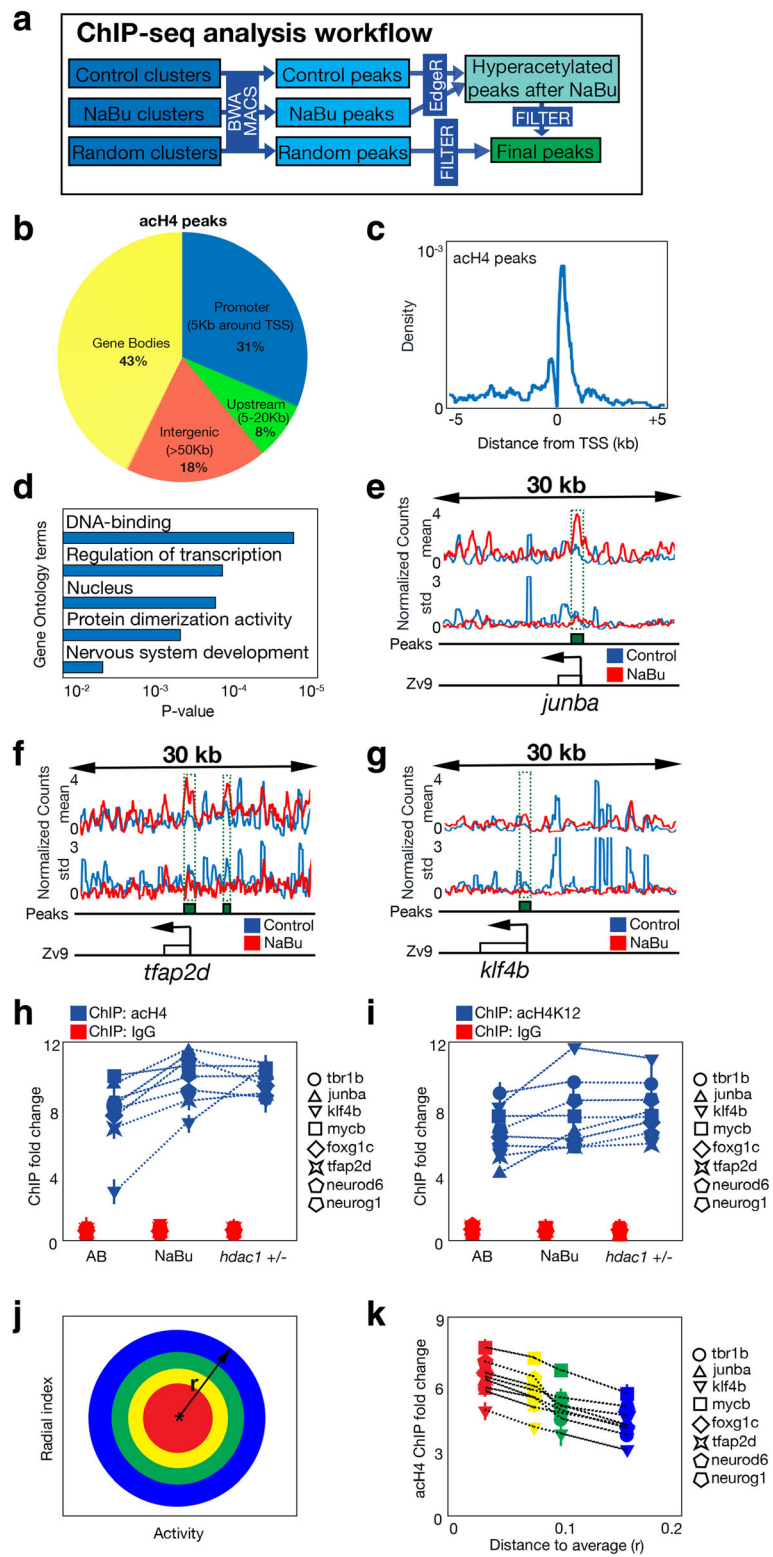 a
ChIP-seq analysis workflow
Control clusters
NaBu clusters
Random clusters
BWA
MACS
Control peaks
NaBu peaks
Random peaks
EdgeR
FILTER
Hyperacetylated
peaks after NaBu
FILTER
Final peaks
b
acH4 peaks
Promoter
(5Kb around TSS)
31%
Gene Bodies
43%
Upstream
(5-20Kb)
8%
Intergenic
(>50Kb)
18%
c
10-3
acH4 peaks
Density
0
-5 0 +5
Distance from TSS (kb)
d
Gene Ontology terms
DNA-binding
Regulation of transcription
Nucleus
Protein dimerization activity
Nervous system development
10-2 10-3 10-4 10-5
P-value
e
30 kb
Normalized Counts
mean
std
4
0
3
0
Peaks
Control
NaBu
Zv9
junba
f
30 kb
Normalized Counts
mean
std
4
0
3
0
Peaks
Control
NaBu
Zv9
tfap2d
g
30 kb
Normalized Counts
mean
std
4
0
3
0
Peaks
Control
NaBu
Zv9
klf4b
h
ChIP: acH4
ChIP: IgG
ChIP fold change
12
8
4
0
AB NaBu hdac1 +/-
tbr1b
junba
klf4b
mycb
foxg1c
tfap2d
neurod6
neurog1
i
ChIP: acH4K12
ChIP: IgG
ChIP fold change
12
8
4
0
AB NaBu hdac1 +/-
tbr1b
junba
klf4b
mycb
foxg1c
tfap2d
neurod6
neurog1
j
Radial index
r
*
Activity
k
acH4 ChIP fold change
9
6
3
0
0 0.1 0.2
Distance to average (r)
tbr1b
junba
klf4b
mycb
foxg1c
tfap2d
neurod6
neurog1